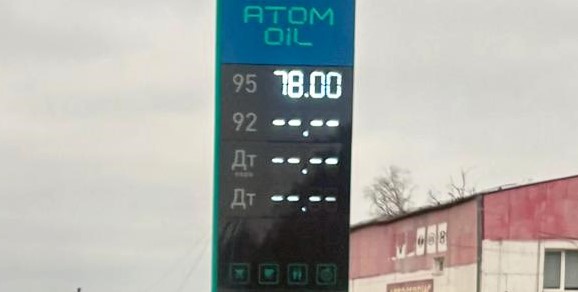 ATOM
OiL
95 78.00
92 --.--
Дт --.--
Дт --.--